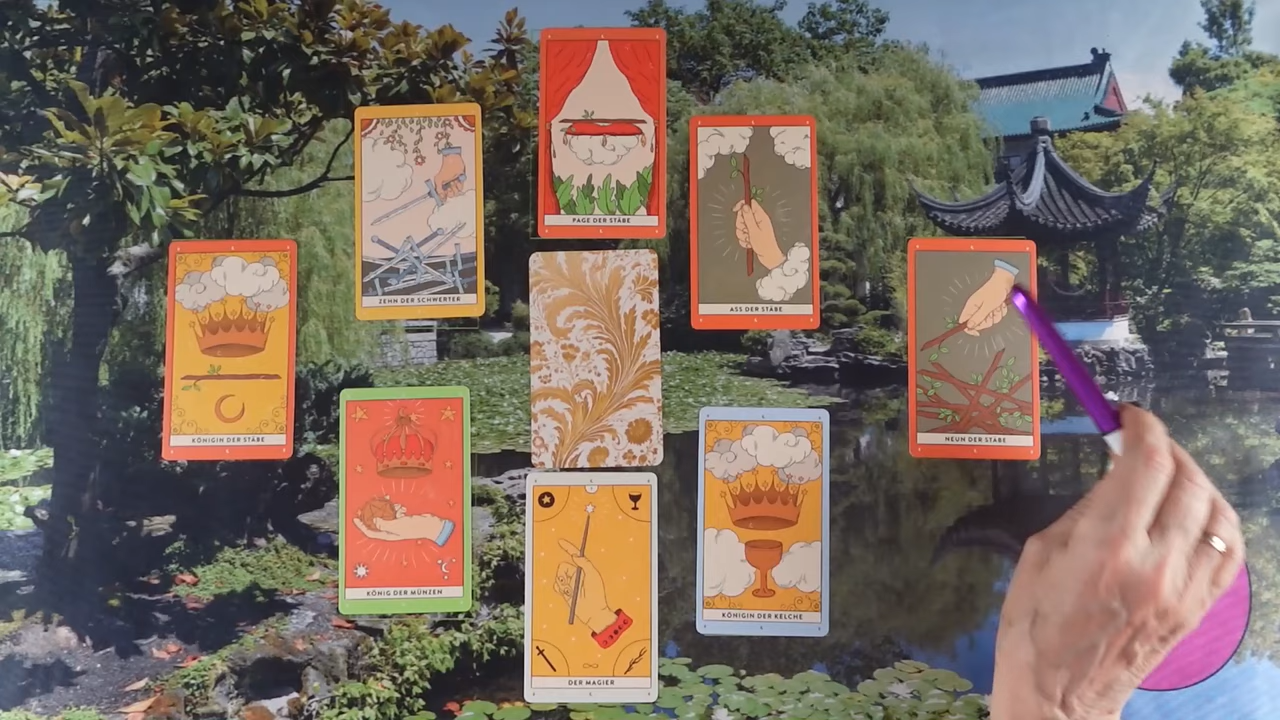 PAGE DER STÄBE
ZEHN DER SCHWERTER
ASS DER STÄBE
KÖNIGIN DER STÄBE
NEUN DER STÄBE
KÖNIG DER MÜNZEN
KÖNIGIN DER KELCHE
DER MAGIER